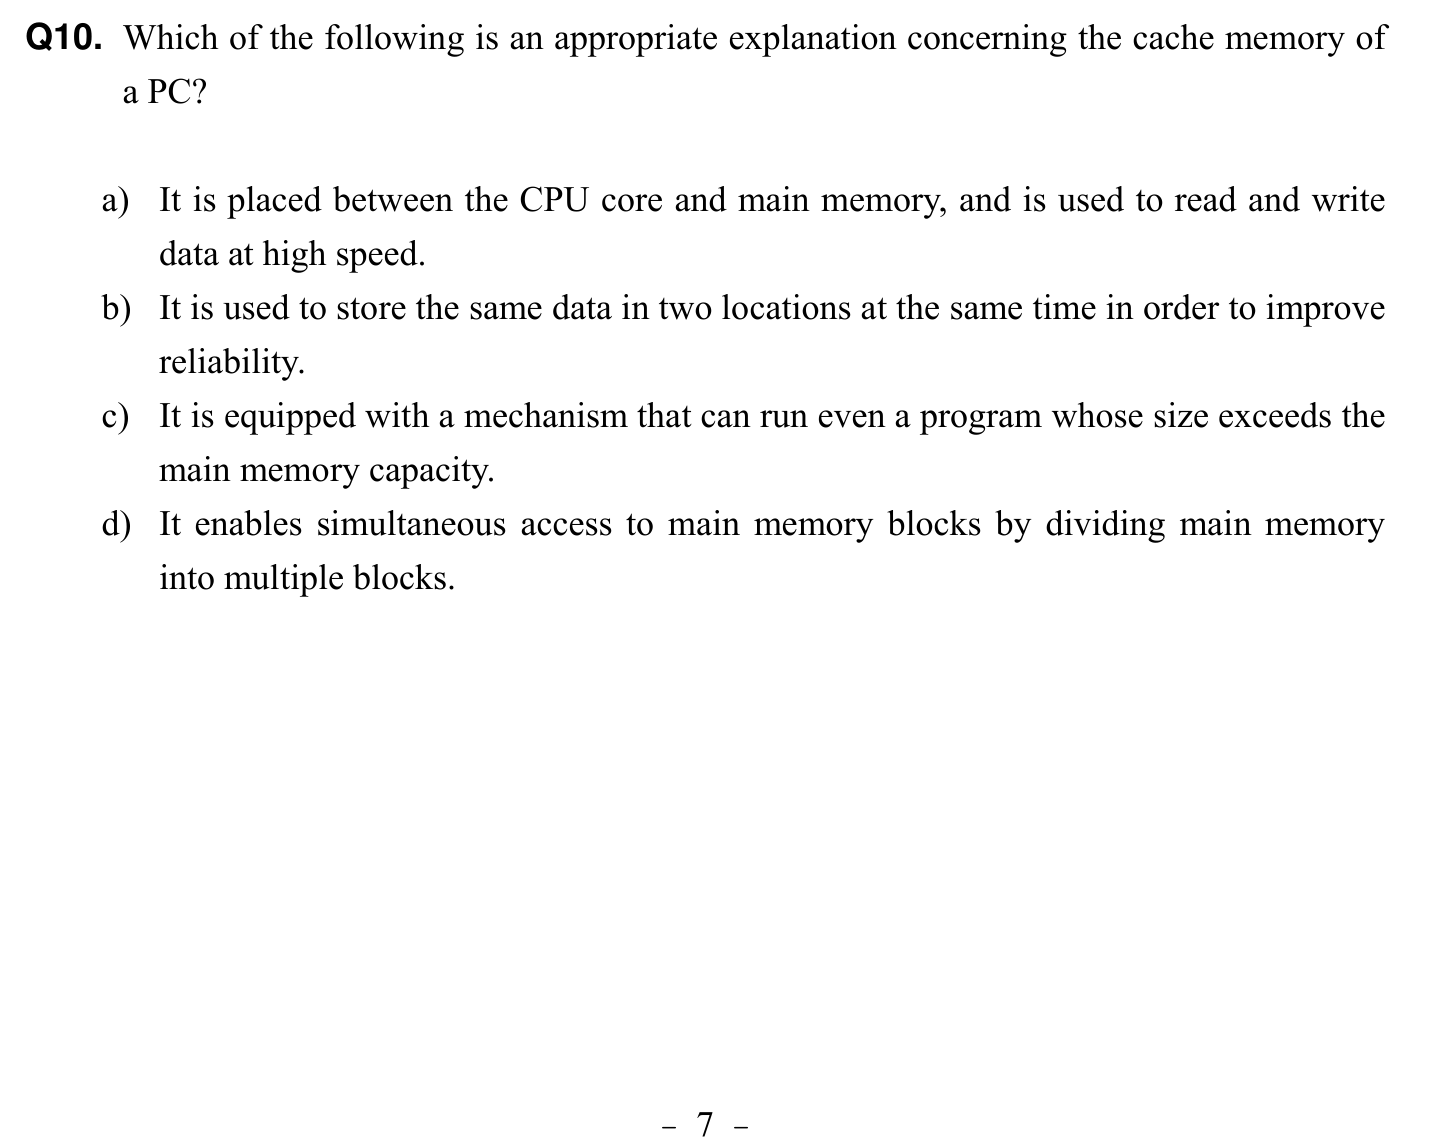 Q10. Which of the following is an appropriate explanation concerning the cache memory of
a PC?
a) It is placed between the CPU core and main memory, and is used to read and write
data at high speed.
b) It is used to store the same data in two locations at the same time in order to improve
reliability.
c) It is equipped with a mechanism that can run even a program whose size exceeds the
main memory capacity.
d) It enables simultaneous access to main memory blocks by dividing main memory
into multiple blocks.
– 7 –